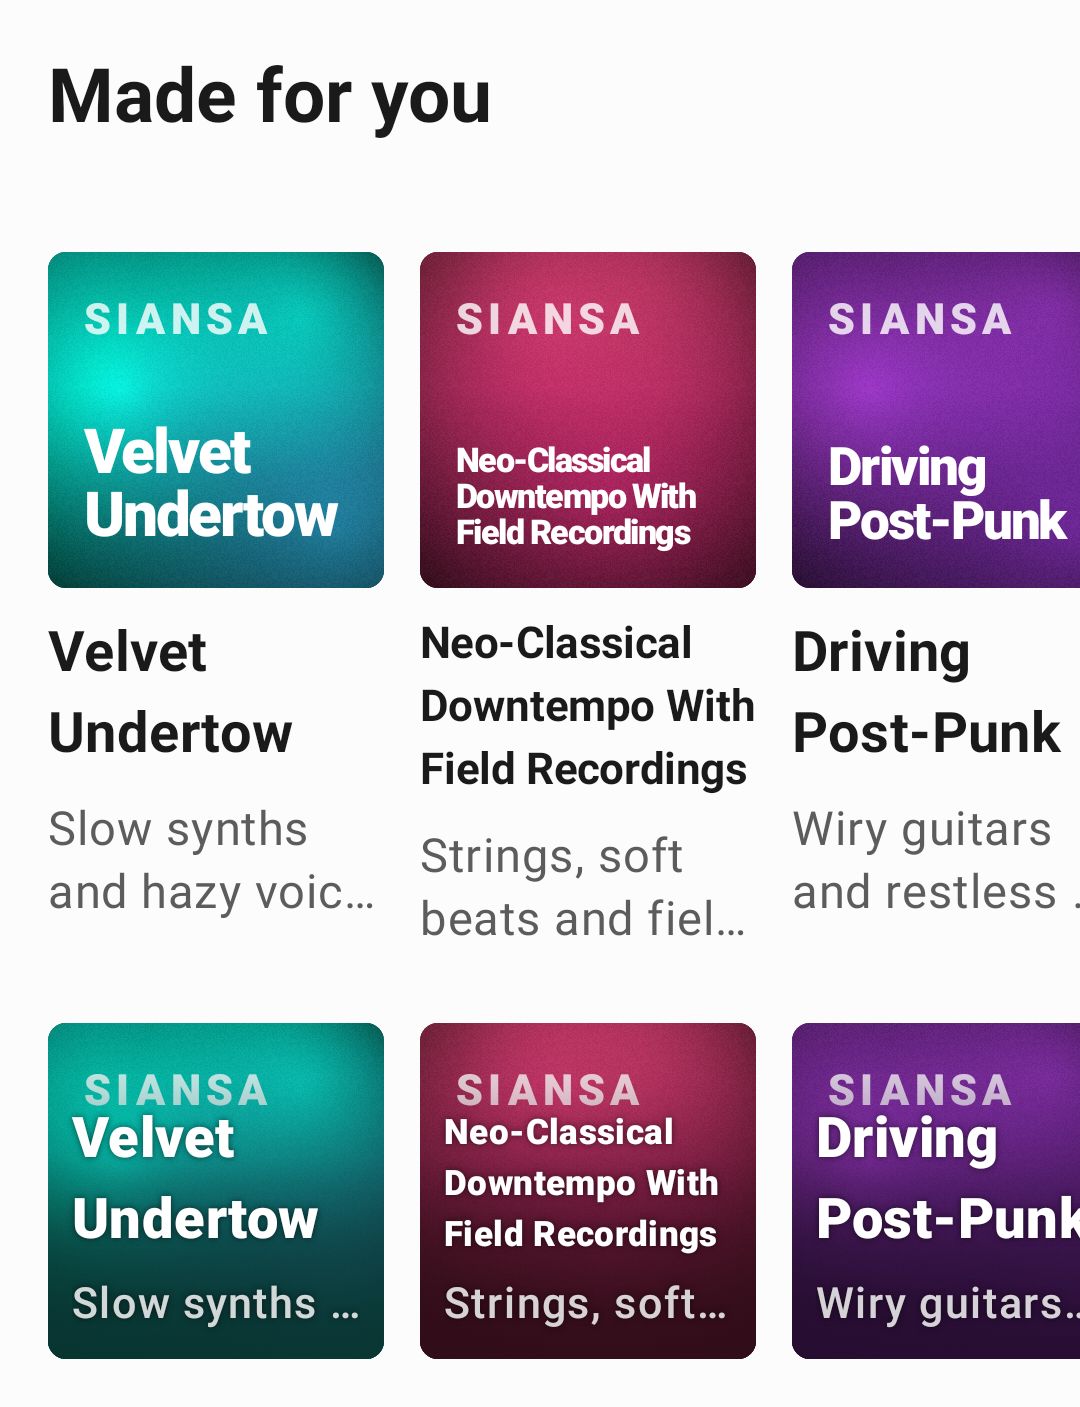 Made for you
SIANSA
Velvet
Undertow
SIANSA
Neo-Classical
Downtempo With
Field Recordings
SIANSA
Driving
Post-Punk
Velvet
Undertow
Slow synths
and hazy voic…
Neo-Classical
Downtempo With
Field Recordings
Strings, soft
beats and fiel…
Driving
Post-Punk
Wiry guitars
and restless .
SIANSA
Velvet
Undertow
Slow synths …
SIANSA
Neo-Classical
Downtempo With
Field Recordings
Strings, soft…
SIANSA
Driving
Post-Punk
Wiry guitars…